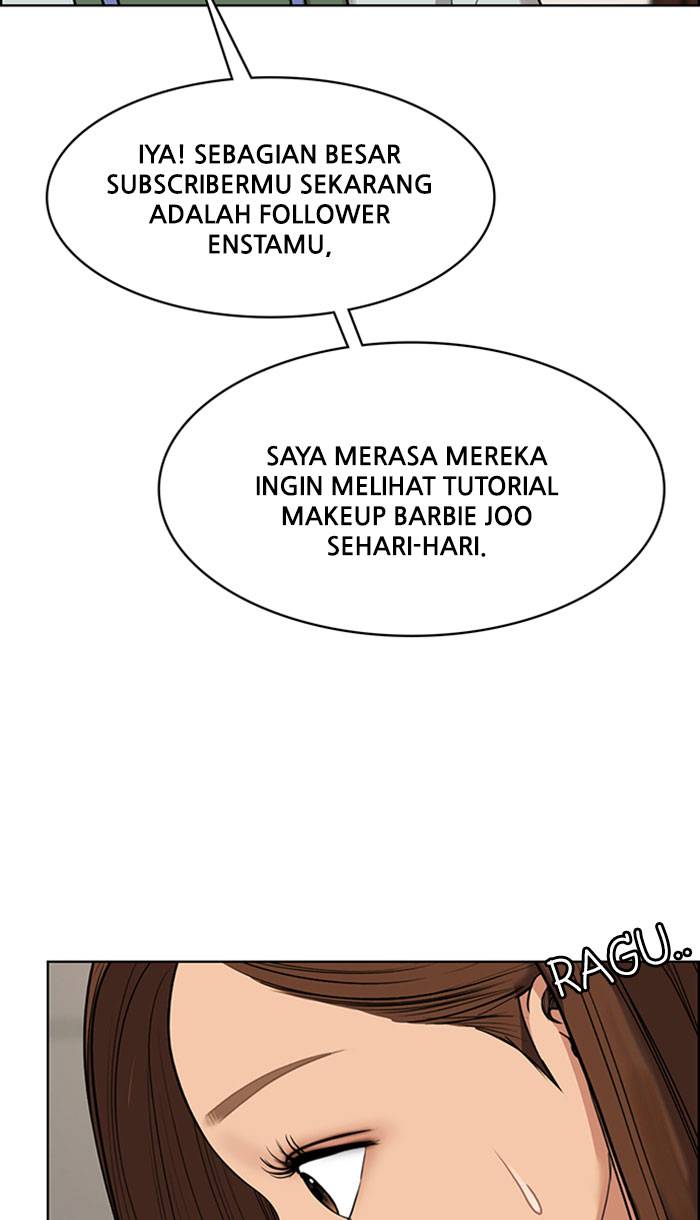 IYA! SEBAGIAN BESAR
SUBSCRIBERMU SEKARANG
ADALAH FOLLOWER
ENSTAMU,
SAYA MERASA MEREKA
INGIN MELIHAT TUTORIAL
MAKEUP BARBIE JOO
SEHARI-HARI.
RAGU..